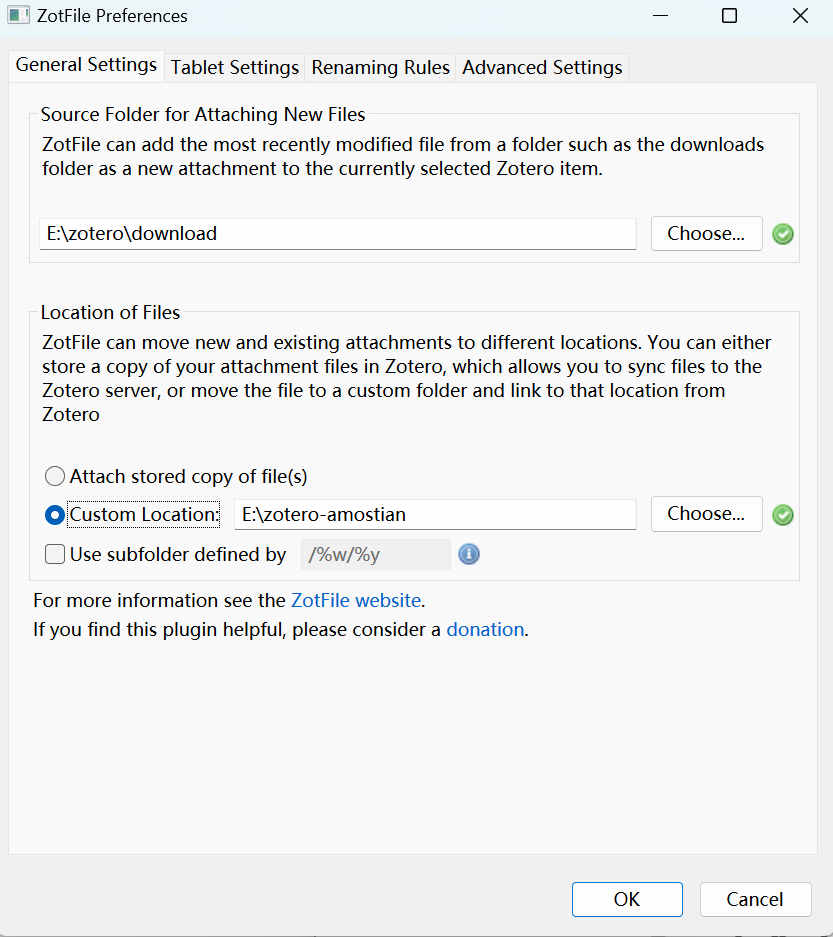 ZotFile Preferences
General Settings
Tablet Settings
Renaming Rules
Advanced Settings
Source Folder for Attaching New Files
ZotFile can add the most recently modified file from a folder such as the downloads
folder as a new attachment to the currently selected Zotero item.
E:\zotero\download
Choose...
Location of Files
ZotFile can move new and existing attachments to different locations. You can either
store a copy of your attachment files in Zotero, which allows you to sync files to the
Zotero server, or move the file to a custom folder and link to that location from
Zotero
Attach stored copy of file(s)
Custom Location:
E:\zotero-amostian
Choose...
Use subfolder defined by
/%w/%y
For more information see the ZotFile website.
If you find this plugin helpful, please consider a donation.
OK
Cancel